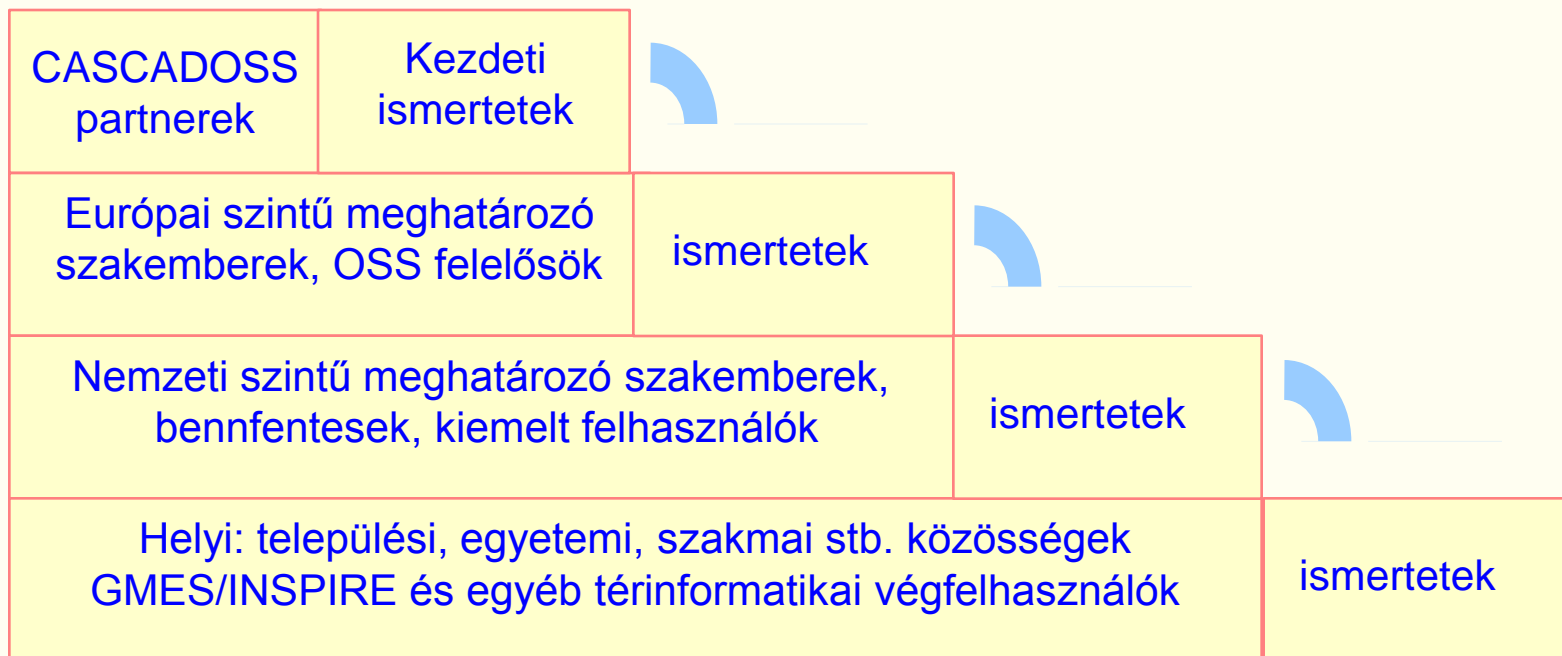 CASCADOSS
partnerek
Kezdeti
ismertetek
Európai szintű meghatározó
szakemberek, OSS felelősök
ismertetek
Nemzeti szintű meghatározó szakemberek,
bennfentesek, kiemelt felhasználók
ismertetek
Helyi: települési, egyetemi, szakmai stb. közösségek
GMES/INSPIRE és egyéb térinformatikai végfelhasználók
ismertetek